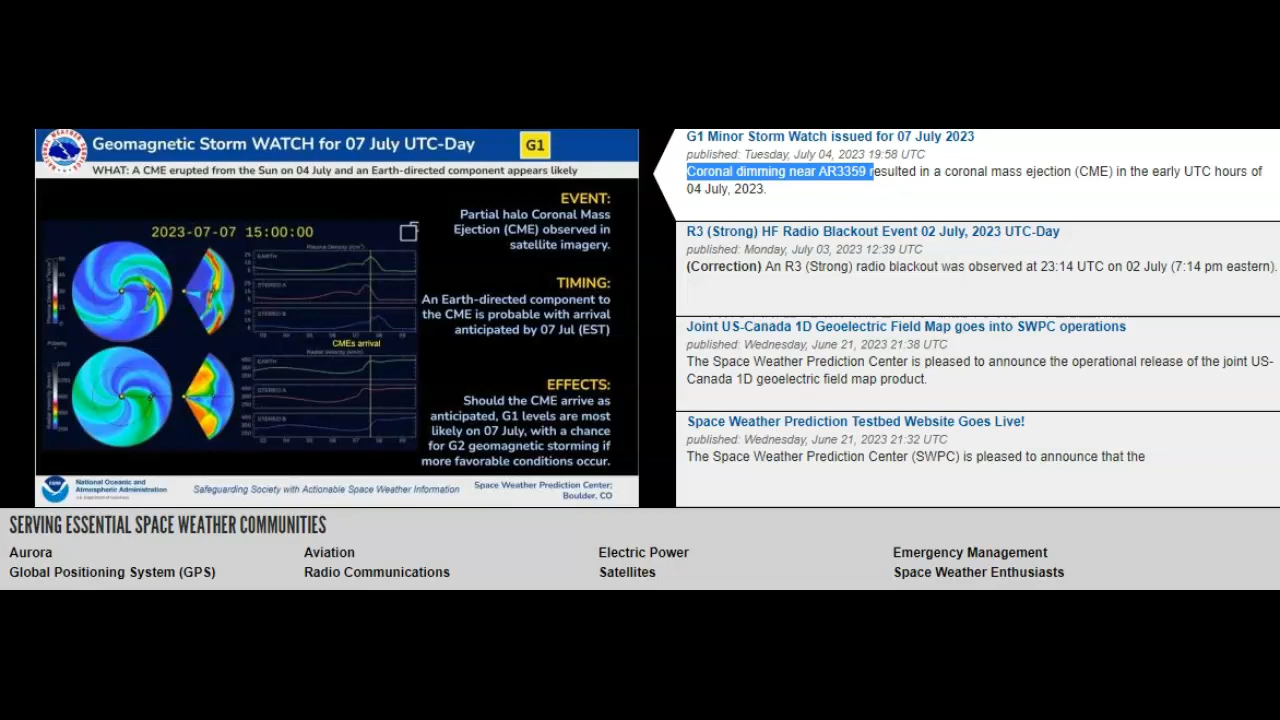 Geomagnetic Storm WATCH for 07 July UTC-Day
G1
WHAT: A CME erupted from the Sun on 04 July and an Earth-directed component appears likely
2023-07-07 15:00:00
EARTH
STEREO A
STEREO B
CMEs arrival
EARTH
STEREO A
STEREO B
EVENT:
Partial halo Coronal Mass
Ejection (CME) observed in
satellite imagery.
TIMING:
An Earth-directed component to
the CME is probable with arrival
anticipated by 07 Jul (EST)
EFFECTS:
Should the CME arrive as
anticipated, G1 levels are most
likely on 07 July, with a chance
for G2 geomagnetic storming if
more favorable conditions occur.
National Oceanic and
Atmospheric Administration
Safeguarding Society with Actionable Space Weather Information
Space Weather Prediction Center;
Boulder, CO
G1 Minor Storm Watch issued for 07 July 2023
published: Tuesday, July 04, 2023 19:58 UTC
Coronal dimming near AR3359 resulted in a coronal mass ejection (CME) in the early UTC hours of
04 July, 2023.
R3 (Strong) HF Radio Blackout Event 02 July, 2023 UTC-Day
published: Monday, July 03, 2023 12:39 UTC
(Correction) An R3 (Strong) radio blackout was observed at 23:14 UTC on 02 July (7:14 pm eastern).
Joint US-Canada 1D Geoelectric Field Map goes into SWPC operations
published: Wednesday, June 21, 2023 21:38 UTC
The Space Weather Prediction Center is pleased to announce the operational release of the joint US-
Canada 1D geoelectric field map product.
Space Weather Prediction Testbed Website Goes Live!
published: Wednesday, June 21, 2023 21:32 UTC
The Space Weather Prediction Center (SWPC) is pleased to announce that the
SERVING ESSENTIAL SPACE WEATHER COMMUNITIES
Aurora Aviation Electric Power Emergency Management
Global Positioning System (GPS) Radio Communications Satellites Space Weather Enthusiasts